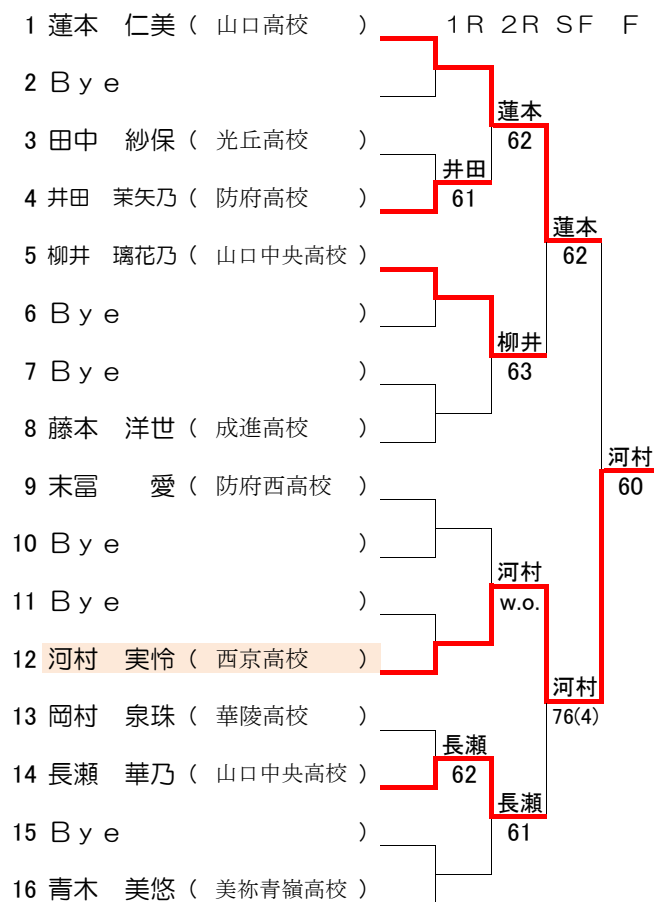 1 蓮本 仁美 ( 山口高校 ) 1R 2R SF F
2 Bye )
蓮本
3 田中 紗保 ( 光丘高校 ) 62
井田
4 井田 茉矢乃 ( 防府高校 ) 61
蓮本
5 柳井 璃花乃 ( 山口中央高校 ) 62
6 Bye )
柳井
7 Bye ) 63
8 藤本 洋世 ( 成進高校 )
河村
9 末冨 愛 ( 防府西高校 ) 60
10 Bye )
河村
11 Bye ) w.o.
12 河村 実怜 ( 西京高校 )
河村
13 岡村 泉珠 ( 華陵高校 ) 76(4)
長瀬
14 長瀬 華乃 ( 山口中央高校 ) 62
長瀬
15 Bye ) 61
16 青木 美悠 ( 美祢青嶺高校 )